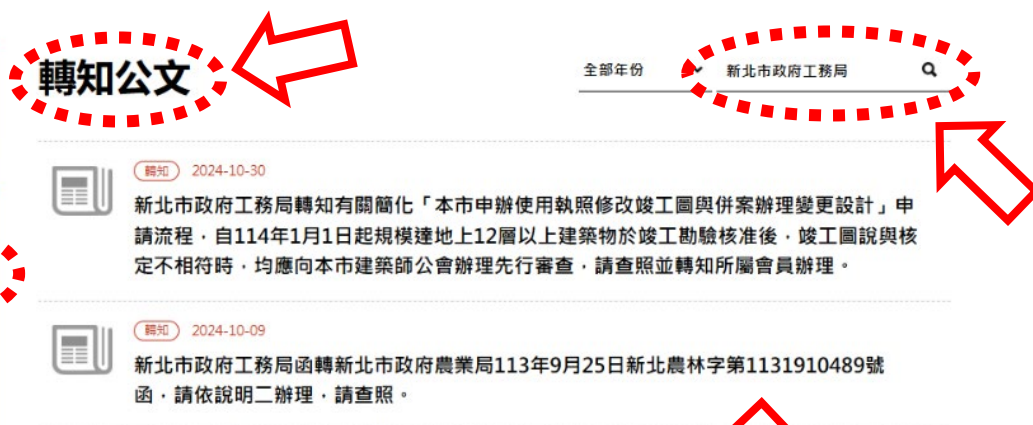 轉知公文
全部年份
新北市政府工務局
轉知 2024-10-30
新北市政府工務局轉知有關簡化「本市申辦使用執照修改竣工圖與併案辦理變更設計」申
請流程，自114年1月1日起規模達地上12層以上建築物於竣工勘驗核准後，竣工圖說與核
定不相符時，均應向本市建築師公會辦理先行審查，請查照並轉知所屬會員辦理。
轉知 2024-10-09
新北市政府工務局函轉新北市政府農業局113年9月25日新北農林字第1131910489號
函，請依說明二辦理，請查照。